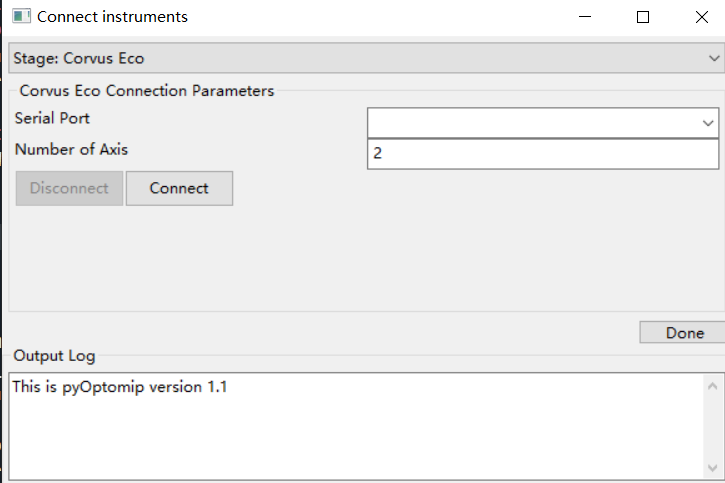 Connect instruments
Stage: Corvus Eco
Corvus Eco Connection Parameters
Serial Port
Number of Axis
2
Disconnect Connect
Done
Output Log
This is pyOptomip version 1.1